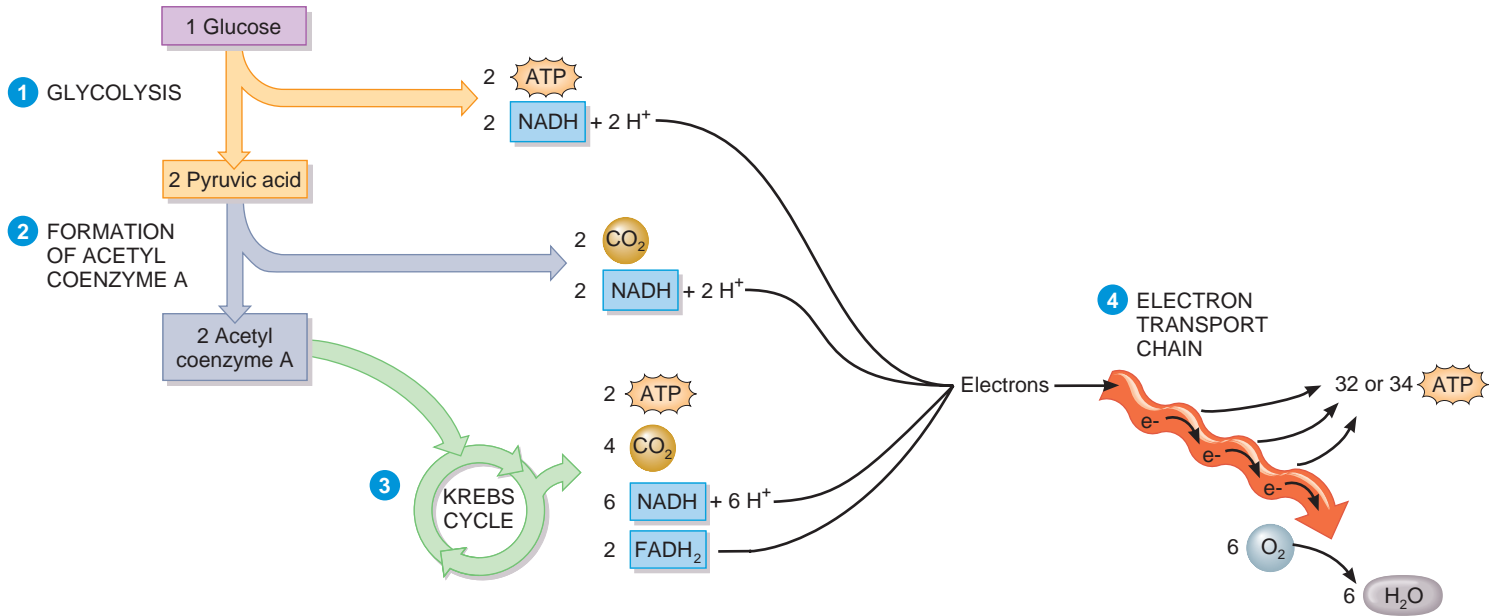 1 Glucose
1 GLYCOLYSIS
2 ATP
2 NADH + 2 H⁺
2 Pyruvic acid
2 FORMATION
OF ACETYL
COENZYME A
2 CO₂
2 NADH + 2 H⁺
2 Acetyl
coenzyme A
3
KREBS
CYCLE
2 ATP
4 CO₂
6 NADH + 6 H⁺
2 FADH₂
Electrons
4 ELECTRON
TRANSPORT
CHAIN
e-
e-
e-
32 or 34 ATP
6 O₂
6 H₂O